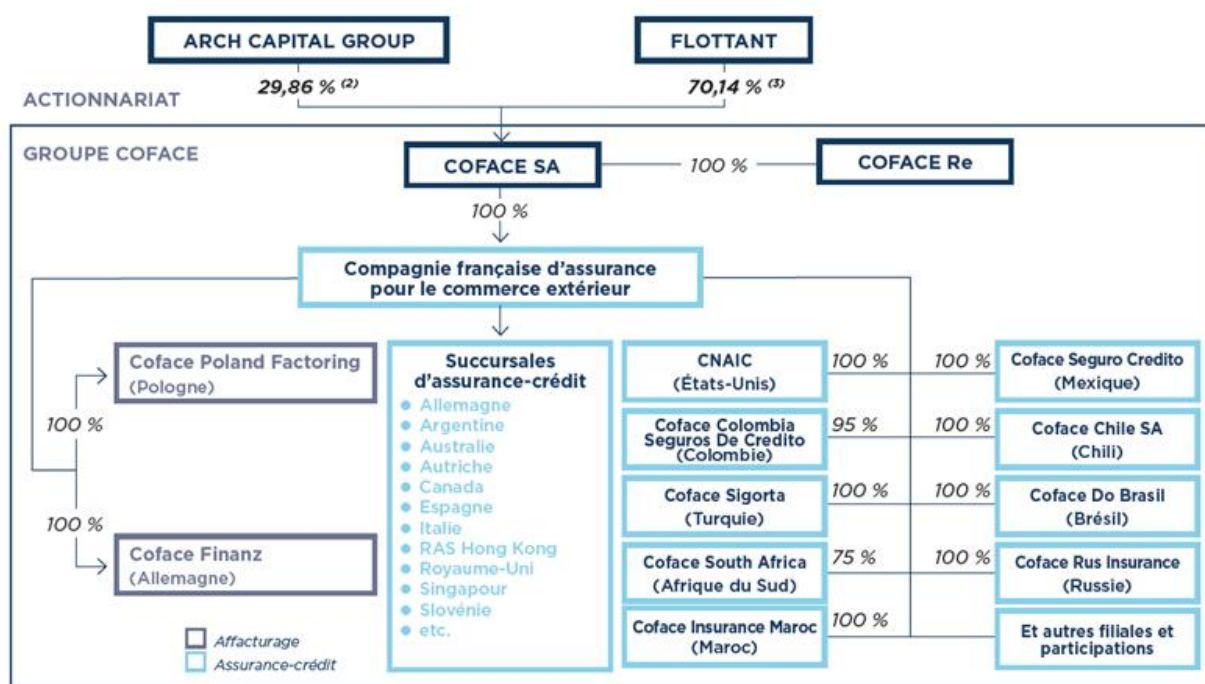 ARCH CAPITAL GROUP
FLOTTANT
29,86 % (2)
70,14 % (3)
ACTIONNARIAT
GROUPE COFACE
COFACE SA
100 %
COFACE Re
100 %
Compagnie française d'assurance
pour le commerce extérieur
Coface Poland Factoring
(Pologne)
100 %
100 %
Coface Finanz
(Allemagne)
Affacturage
Assurance-crédit
Succursales
d'assurance-crédit
Allemagne
Argentine
Australie
Autriche
Canada
Espagne
Italie
RAS Hong Kong
Royaume-Uni
Singapour
Slovénie
etc.
CNAIC
(États-Unis)
100 %
100 %
Coface Seguro Credito
(Mexique)
Coface Colombia
Seguros De Credito
(Colombie)
95 %
100 %
Coface Chile SA
(Chili)
Coface Sigorta
(Turquie)
100 %
100 %
Coface Do Brasil
(Brésil)
Coface South Africa
(Afrique du Sud)
75 %
100 %
Coface Rus Insurance
(Russie)
Coface Insurance Maroc
(Maroc)
100 %
Et autres filiales et
participations